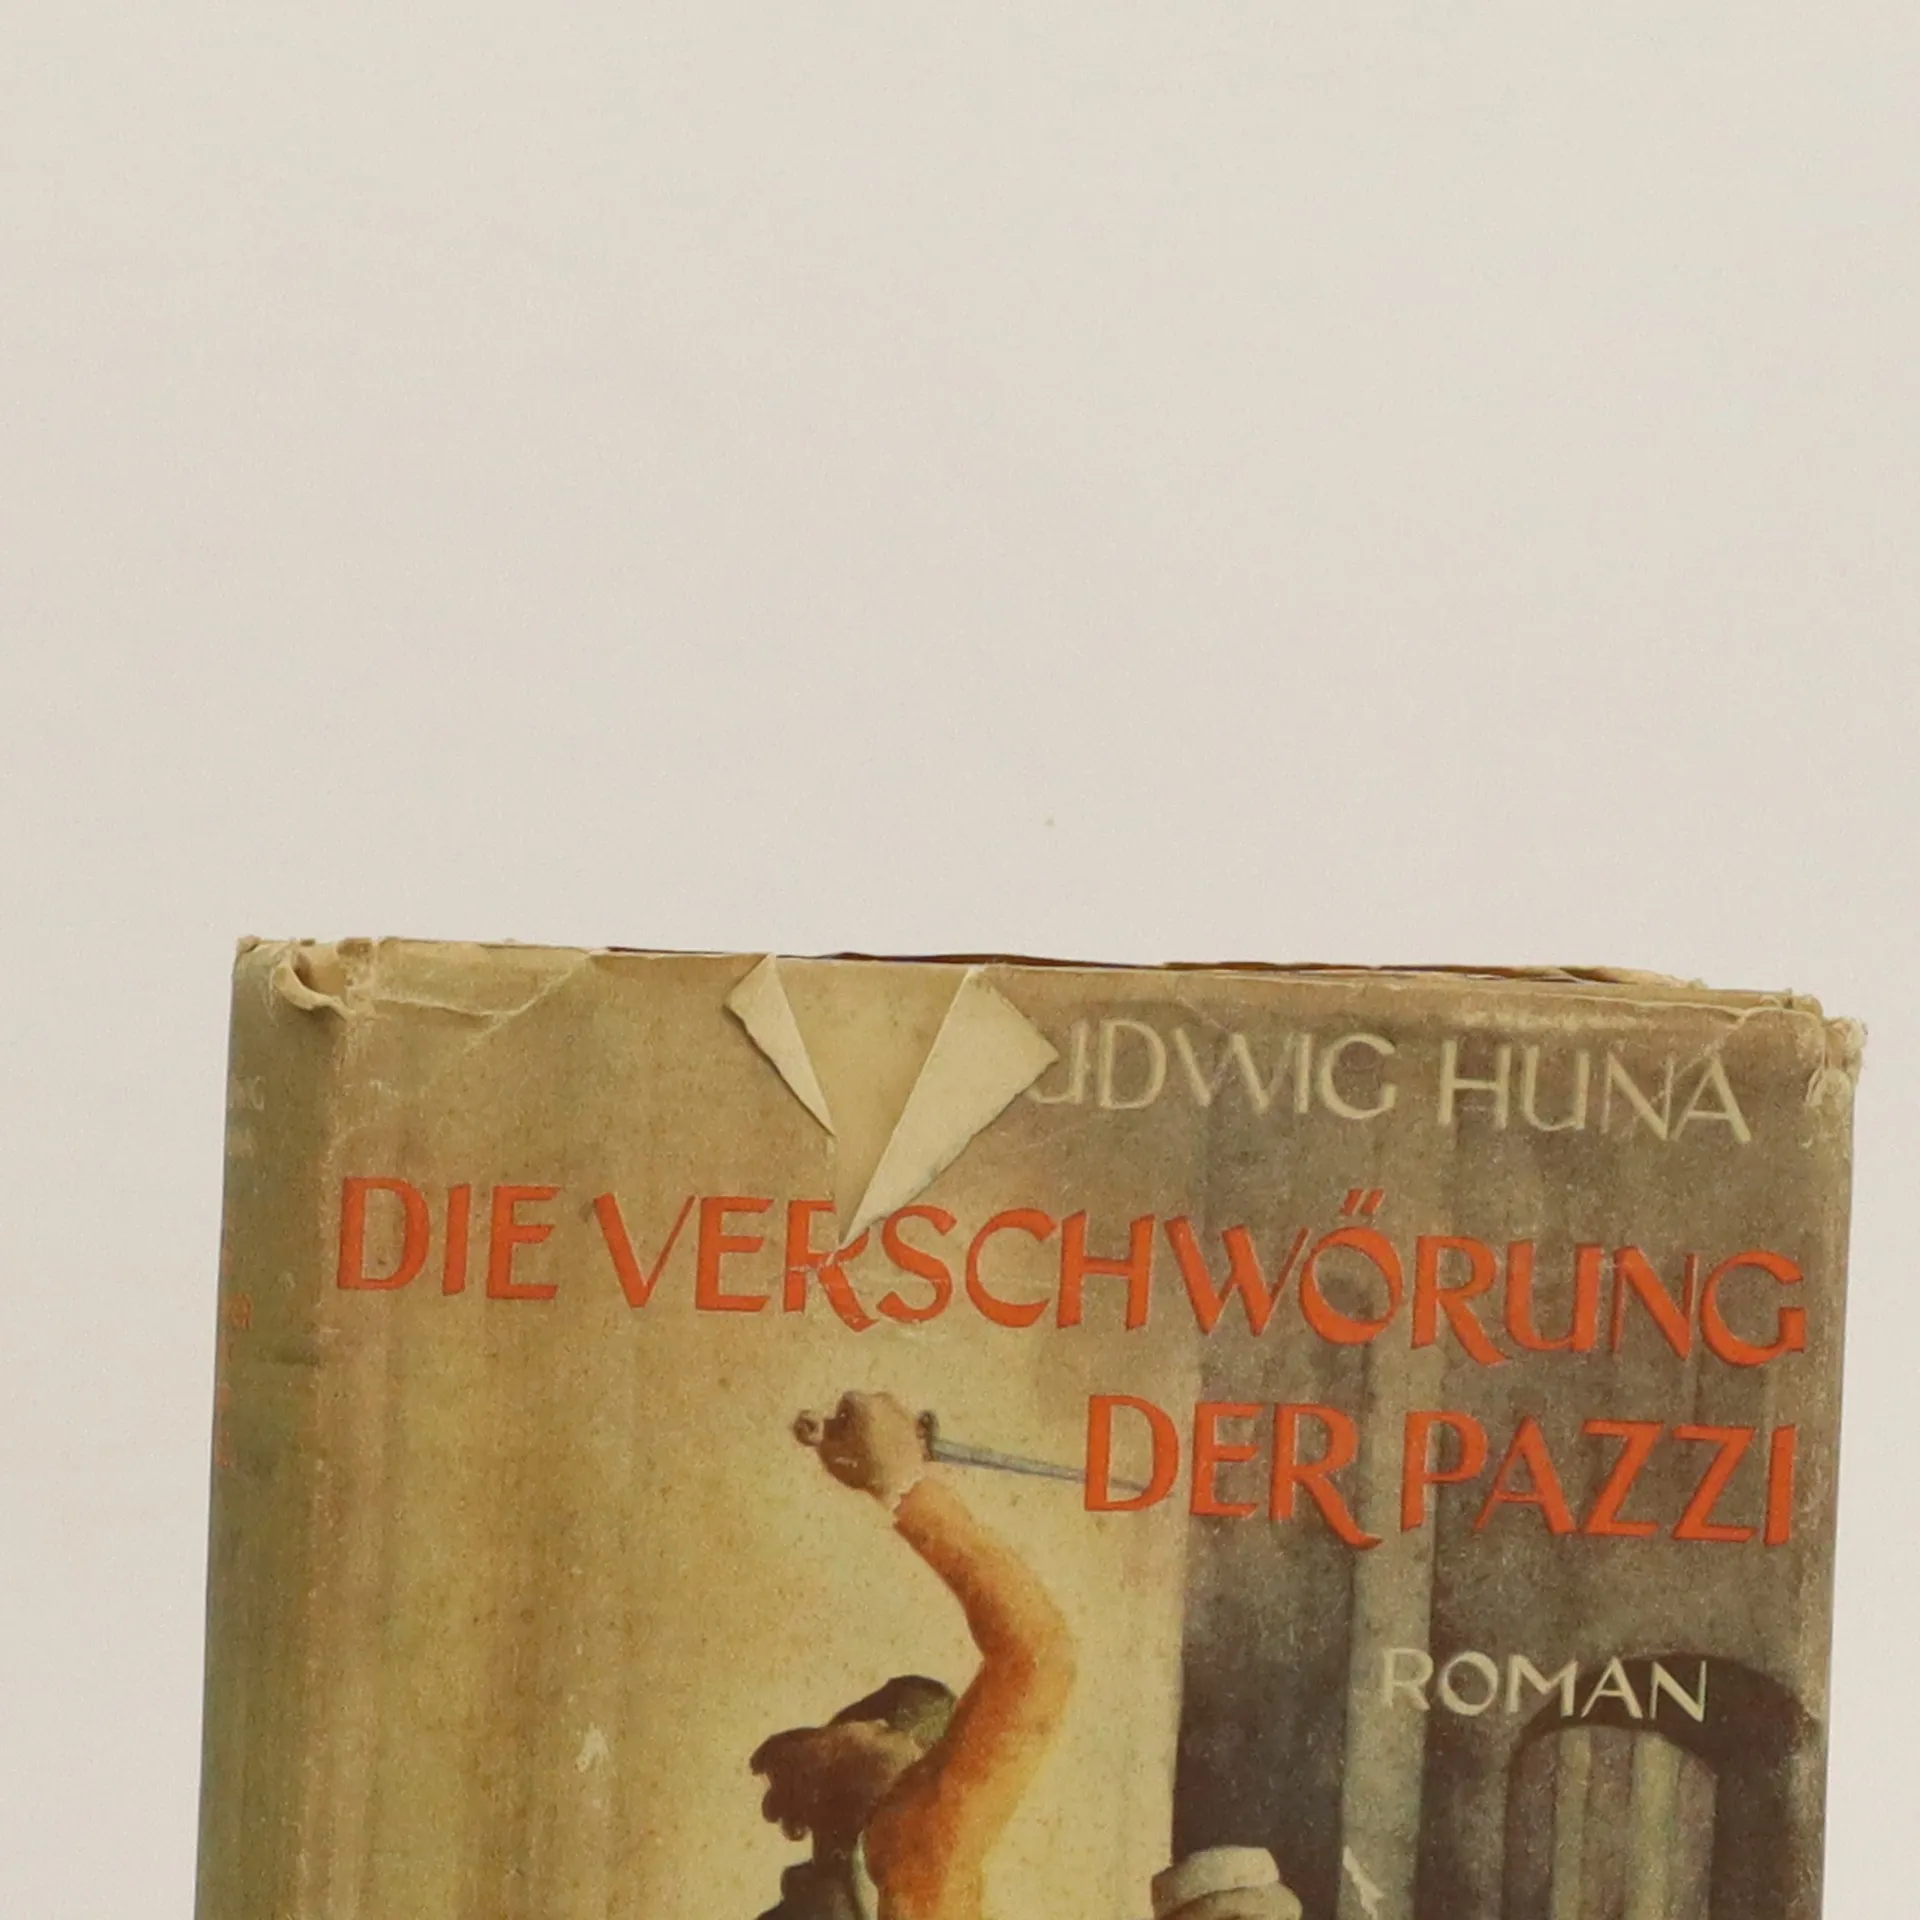 UDWIG HUNA
DIE VERSCHWÖRUNG
DER PAZZI
ROMAN